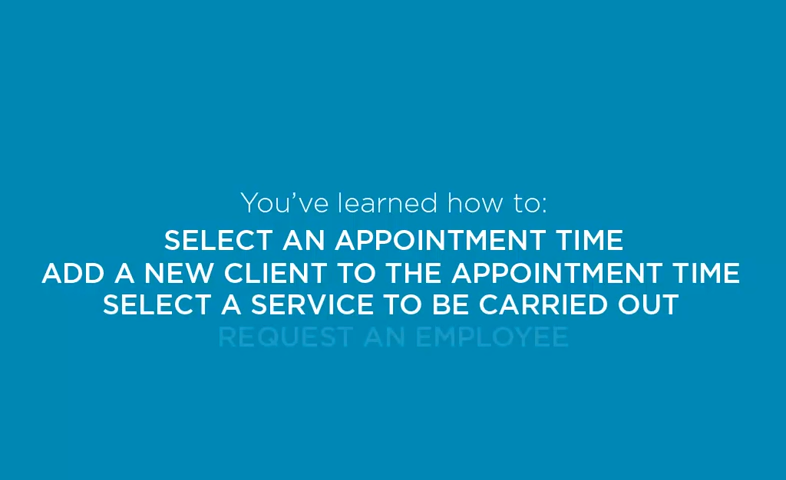 You've learned how to:
SELECT AN APPOINTMENT TIME
ADD A NEW CLIENT TO THE APPOINTMENT TIME
SELECT A SERVICE TO BE CARRIED OUT
REQUEST AN EMPLOYEE